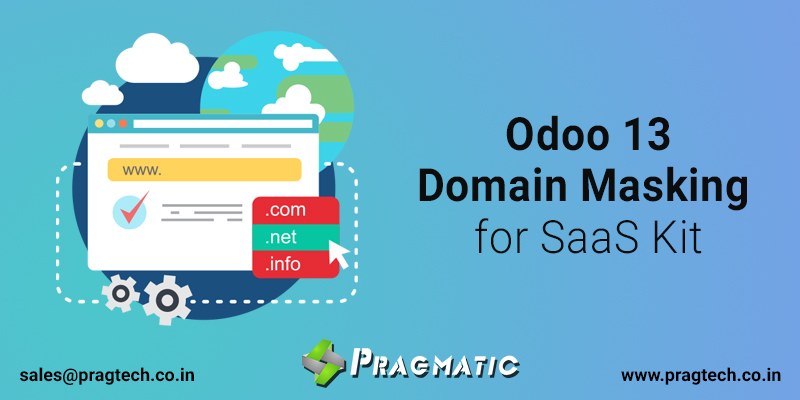 www.
.com
.net
.info
Odoo 13
Domain Masking
for SaaS Kit
PRAGMATIC
sales@pragtech.co.in
www.pragtech.co.in